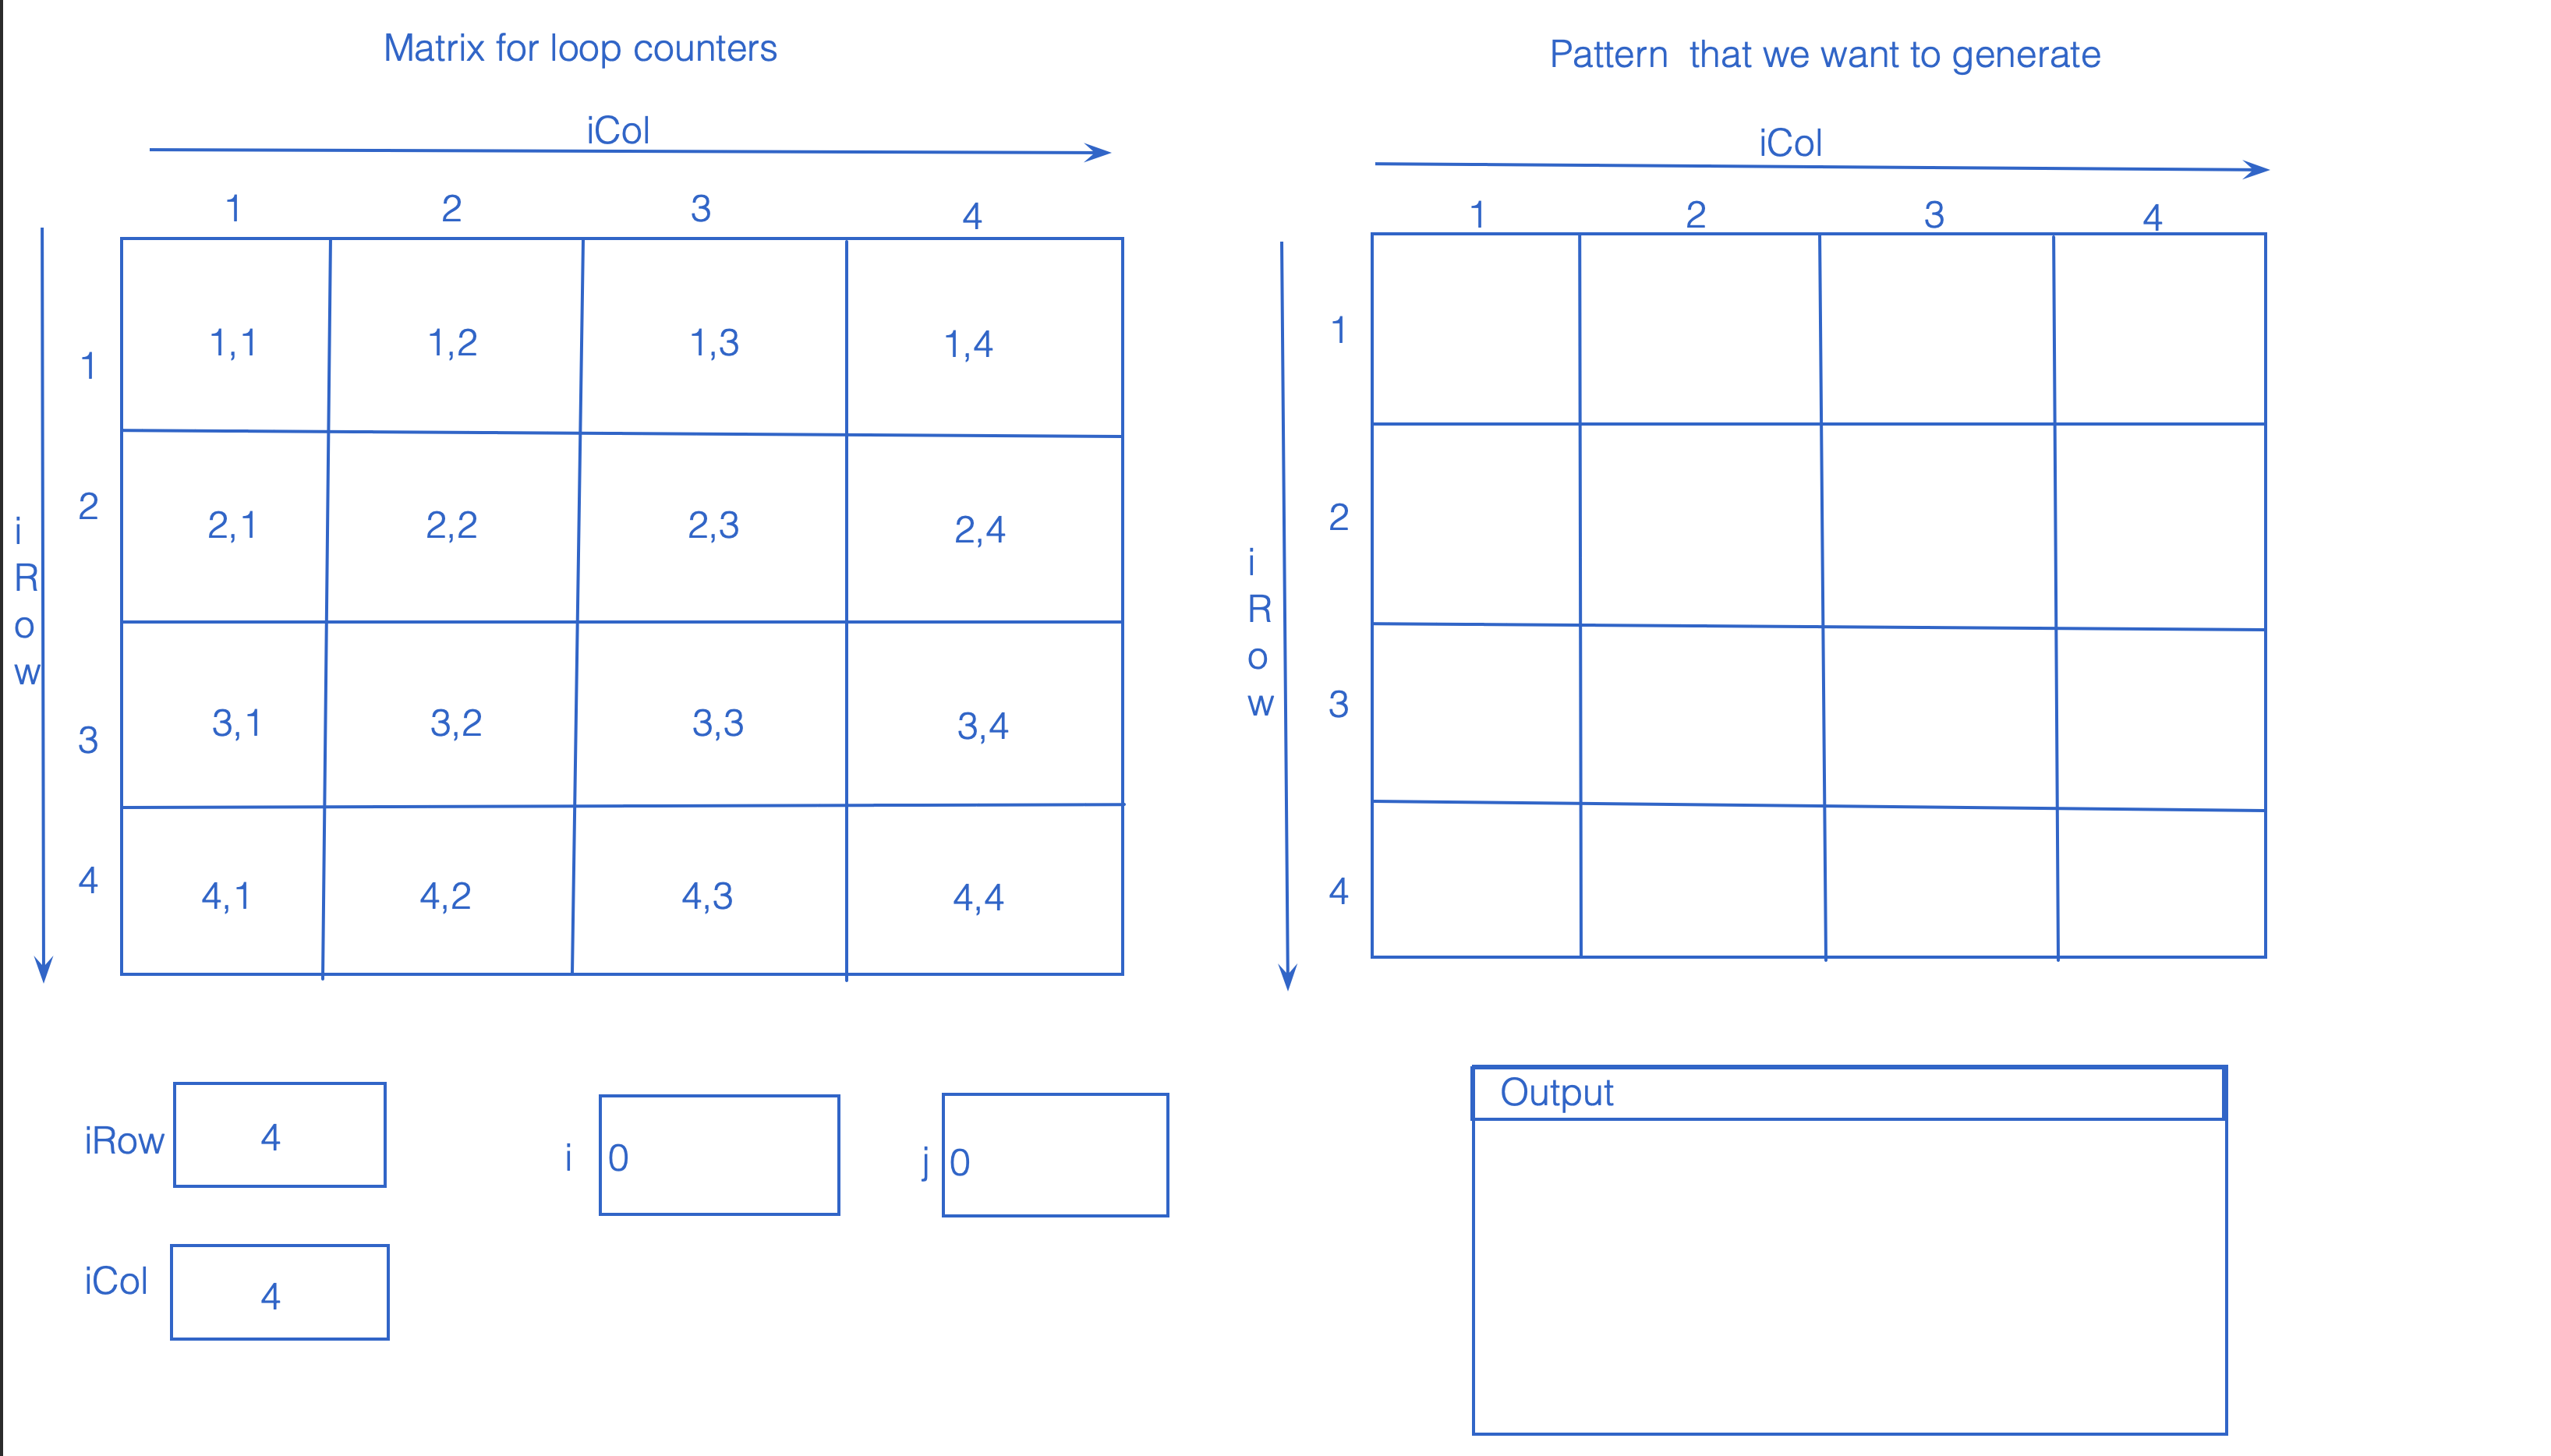 Matrix for loop counters
iCol
1 2 3 4
i
R
o
w
1 1,1 1,2 1,3 1,4
2 2,1 2,2 2,3 2,4
3 3,1 3,2 3,3 3,4
4 4,1 4,2 4,3 4,4
Pattern that we want to generate
iCol
1 2 3 4
i
R
o
w
1
2
3
4
iRow 4
i 0
j 0
iCol 4
Output